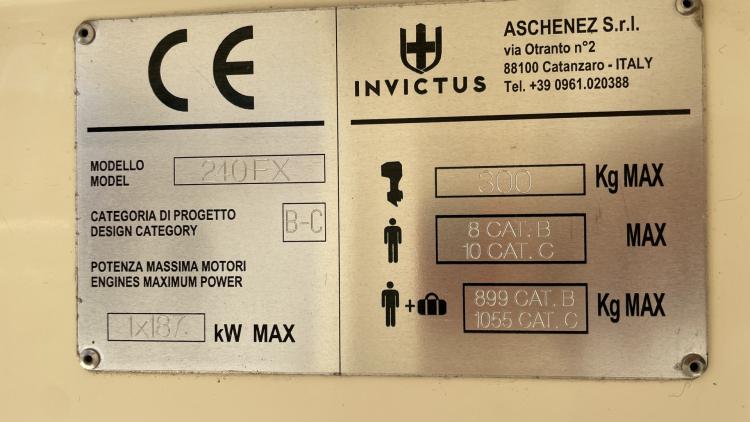 CE
MODELLO
MODEL
210FX
CATEGORIA DI PROGETTO
DESIGN CATEGORY
B-C
POTENZA MASSIMA MOTORI
ENGINES MAXIMUM POWER
kW MAX
INVICTUS
ASCHENEZ S.r.l.
via Otranto n°2
88100 Catanzaro - ITALY
Tel. +39 0961.020388
300 Kg MAX
8 CAT. B
10 CAT. C
MAX
+
899 CAT. B
1055 CAT. C
Kg MAX